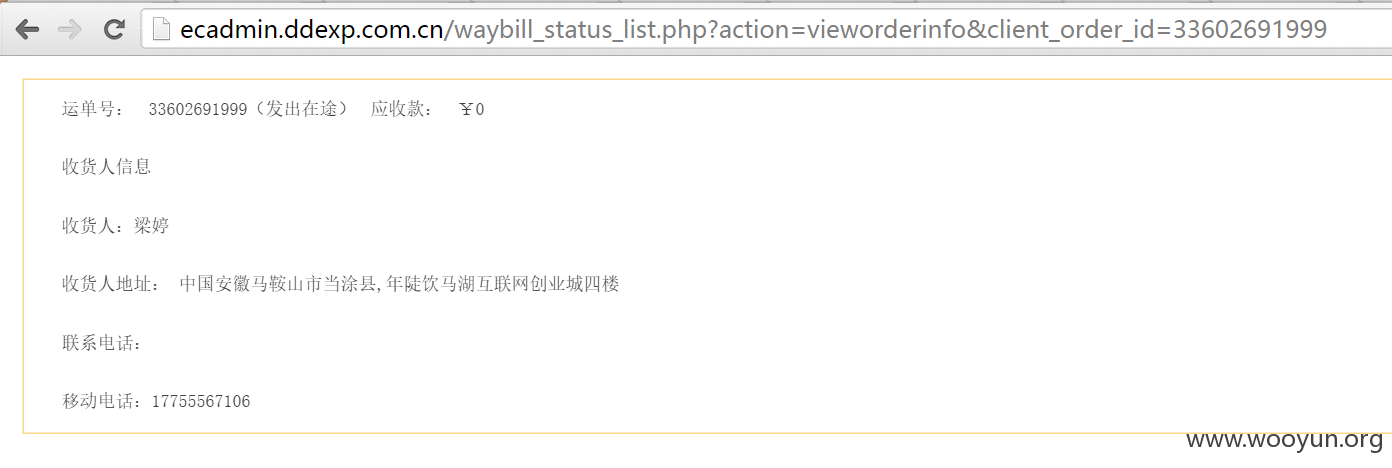 ecadmin.ddexp.com.cn/waybill_status_list.php?action=vieworderinfo&client_order_id=33602691999
运单号： 33602691999（发出在途） 应收款： ￥0
收货人信息
收货人：梁婷
收货人地址： 中国安徽马鞍山市当涂县,年陡饮马湖互联网创业城四楼
联系电话：
移动电话：17755567106
www.wooyun.org